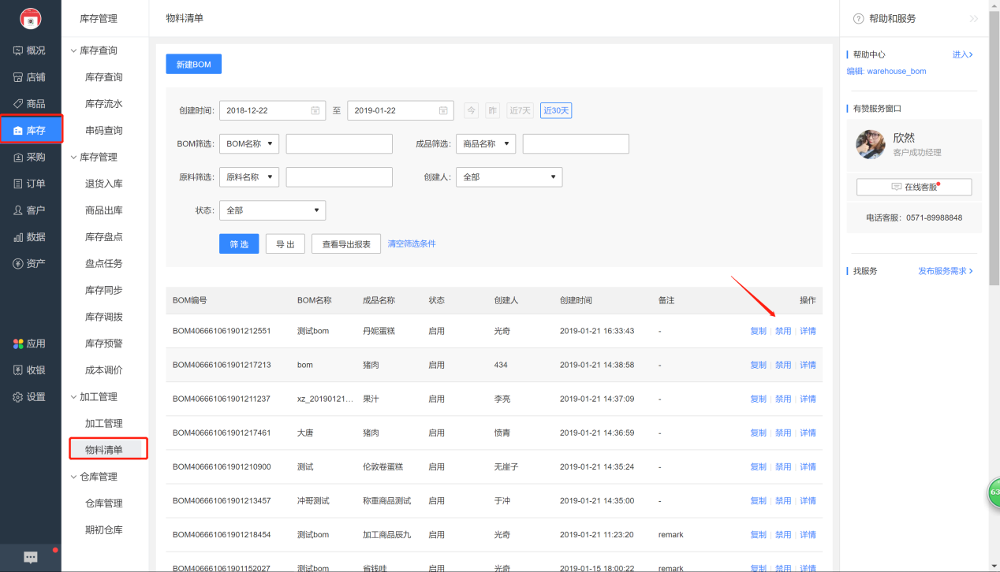 库存管理
物料清单
帮助和服务
概况
店铺
商品
库存
采购
订单
客户
数据
资产
应用
收银
设置
库存查询
库存查询
库存流水
串码查询
库存管理
退货入库
商品出库
库存盘点
盘点任务
库存同步
库存调拨
库存预警
成本调价
加工管理
加工管理
物料清单
仓库管理
仓库管理
期初仓库
新建BOM
创建时间: 2018-12-22 至 2019-01-22 今 昨 近7天 近30天
BOM筛选: BOM名称 成品筛选: 商品名称
原料筛选: 原料名称 创建人: 全部
状态: 全部
筛选 导出 查看导出报表 清空筛选条件
BOM编号 BOM名称 成品名称 状态 创建人 创建时间 备注 操作
BOM406661061901212551 测试bom 丹妮蛋糕 启用 光奇 2019-01-21 16:33:43 - 复制 禁用 详情
BOM406661061901217213 bom 猪肉 启用 434 2019-01-21 14:38:58 - 复制 禁用 详情
BOM406661061901211237 xz_20190121... 果汁 启用 李亮 2019-01-21 14:37:09 - 复制 禁用 详情
BOM406661061901217461 大唐 猪肉 启用 愤青 2019-01-21 14:36:59 - 复制 禁用 详情
BOM406661061901210900 测试 伦敦卷蛋糕 启用 无崖子 2019-01-21 14:35:24 - 复制 禁用 详情
BOM406661061901213457 冲哥测试 称重商品测试 启用 于冲 2019-01-21 14:35:00 - 复制 禁用 详情
BOM406661061901218454 测试bom 加工商品辰九 启用 光奇 2019-01-21 11:23:20 remark 复制 禁用 详情
BOM406661061901152027 测试bom 省钱哇 启用 光奇 2019-01-15 18:00:22 remark 复制 禁用 详情
帮助中心 进入>
编辑: warehouse_bom
有赞服务窗口
欣然
客户成功经理
在线客服
电话客服: 0571-89988848
找服务 发布服务需求 >
63